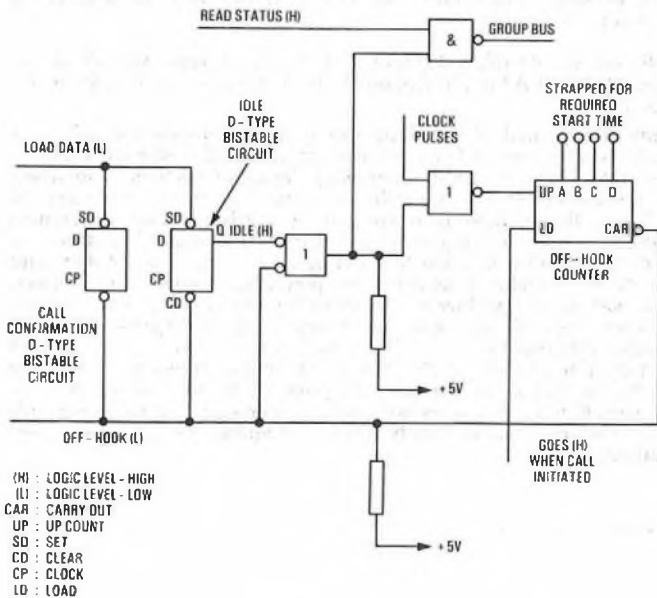 READ STATUS (H)
&
GROUP BUS
IDLE
D-TYPE
BISTABLE
CIRCUIT
CLOCK
PULSES
STRAPPED FOR
REQUIRED
START TIME
LOAD DATA (L)
SD
D
CP
SD
D
CP
CD
Q IDLE (H)
1
1
UP A B C D
LD
CAR
OFF-HOOK
COUNTER
CALL
CONFIRMATION
D-TYPE
BISTABLE
CIRCUIT
+5V
OFF-HOOK (L)
GOES (H)
WHEN CALL
INITIATED
+5V
(H) : LOGIC LEVEL - HIGH
(L) : LOGIC LEVEL - LOW
CAR : CARRY OUT
UP : UP COUNT
SD : SET
CD : CLEAR
CP : CLOCK
LD : LOAD